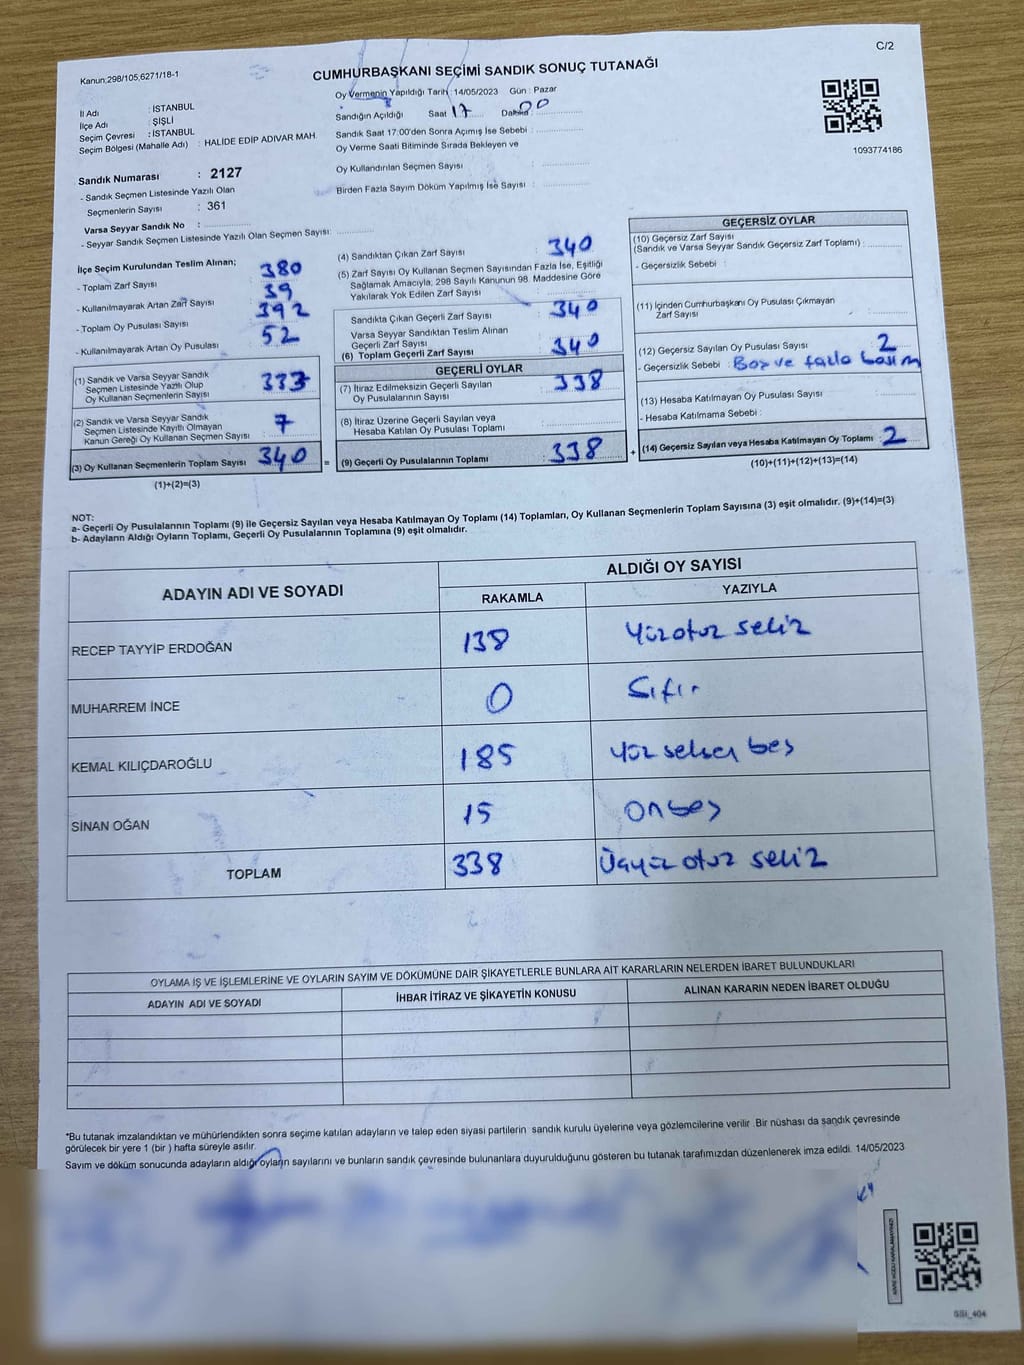 C/2
Kanun;298/105;6271/18-1
CUMHURBAŞKANI SEÇİMİ SANDIK SONUÇ TUTANAĞI
Oy Vermenin Yapıldığı Tarih : 14/05/2023 Gün : Pazar
İl Adı : İSTANBUL
İlçe Adı : ŞİŞLİ
Seçim Çevresi : İSTANBUL
Seçim Bölgesi (Mahalle Adı) : HALİDE EDİP ADIVAR MAH.
Sandığın Açıldığı Saat 17 Dakika 00
Sandık Saat 17:00'den Sonra Açımış İse Sebebi :
Oy Verme Saati Bitiminde Sırada Bekleyen ve
Oy Kullandırılan Seçmen Sayısı :
Birden Fazla Sayım Döküm Yapılmış İse Sayısı :
1093774186
Sandık Numarası : 2127
- Sandık Seçmen Listesinde Yazılı Olan
Seçmenlerin Sayısı : 361
Varsa Seyyar Sandık No :
- Seyyar Sandık Seçmen Listesinde Yazılı Olan Seçmen Sayısı:
İlçe Seçim Kurulundan Teslim Alınan;
- Toplam Zarf Sayısı : 380
- Kullanılmayarak Artan Zarf Sayısı : 39
- Toplam Oy Pusulası Sayısı : 392
- Kullanılmayarak Artan Oy Pusulası : 52
(1) Sandık ve Varsa Seyyar Sandık
Seçmen Listesinde Yazılı Olup
Oy Kullanan Seçmenlerin Sayısı 333
(2) Sandık ve Varsa Seyyar Sandık
Seçmen Listesinde Kayıtlı Olmayan
Kanun Gereği Oy Kullanan Seçmen Sayısı : 7
(3) Oy Kullanan Seçmenlerin Toplam Sayısı 340 =
(1)+(2)=(3)
(4) Sandıktan Çıkan Zarf Sayısı 340
(5) Zarf Sayısı Oy Kullanan Seçmen Sayısından Fazla İse, Eşitliği
Sağlamak Amacıyla, 298 Sayılı Kanunun 98. Maddesine Göre
Yakılarak Yok Edilen Zarf Sayısı :
Sandıkta Çıkan Geçerli Zarf Sayısı 340
Varsa Seyyar Sandıktan Teslim Alınan
Geçerli Zarf Sayısı
(6) Toplam Geçerli Zarf Sayısı 340
GEÇERLİ OYLAR
(7) İtiraz Edilmeksizin Geçerli Sayılan
Oy Pusulasının Sayısı 338
(8) İtiraz Üzerine Geçerli Sayılan veya
Hesaba Katılan Oy Pusulası Toplamı
(9) Geçerli Oy Pusulalarının Toplamı 338 +
GEÇERSİZ OYLAR
(10) Geçersiz Zarf Sayısı
(Sandık ve Varsa Seyyar Sandık Geçersiz Zarf Toplamı) :
- Geçersizlik Sebebi :
(11) İçinden Cumhurbaşkanı Oy Pusulası Çıkmayan
Zarf Sayısı :
(12) Geçersiz Sayılan Oy Pusulası Sayısı 2
- Geçersizlik Sebebi : Boş ve fazla basım
(13) Hesaba Katılmayan Oy Pusulası Sayısı :
- Hesaba Katılmama Sebebi :
(14) Geçersiz Sayılan veya Hesaba Katılmayan Oy Toplamı : 2
(10)+(11)+(12)+(13)=(14)
NOT:
a- Geçerli Oy Pusulalarının Toplamı (9) ile Geçersiz Sayılan veya Hesaba Katılmayan Oy Toplamı (14) Toplamları, Oy Kullanan Seçmenlerin Toplam Sayısına (3) eşit olmalıdır. (9)+(14)=(3)
b- Adayların Aldığı Oyların Toplamı, Geçerli Oy Pusulalarının Toplamına (9) eşit olmalıdır.
ADAYIN ADI VE SOYADI
ALDIĞI OY SAYISI
RAKAMLA YAZIYLA
RECEP TAYYİP ERDOĞAN 138 Yüzotuz sekiz
MUHARREM İNCE 0 Sıfır
KEMAL KILIÇDAROĞLU 185 Yüz seksen beş
SİNAN OĞAN 15 Onbeş
TOPLAM 338 Üçyüz otuz sekiz
OYLAMA İŞ VE İŞLEMLERİNE VE OYLARIN SAYIM VE DÖKÜMÜNE DAİR ŞİKAYETLERLE BUNLARA AİT KARARLARIN NELERDEN İBARET BULUNDUKLARI
ADAYIN ADI VE SOYADI İHBAR İTİRAZ VE ŞİKAYETİN KONUSU ALINAN KARARIN NEDEN İBARET OLDUĞU
*Bu tutanak imzalandıktan ve mühürlendikten sonra seçime katılan adayların ve talep eden siyasi partilerin sandık kurulu üyelerine veya gözlemcilerine verilir .Bir nüshası da sandık çevresinde
görülecek bir yere 1 (bir ) hafta süreyle asılır.
Sayım ve döküm sonucunda adayların aldığı oyların sayılarını ve bunların sandık çevresinde bulunanlara duyurulduğunu gösteren bu tutanak tarafımızdan düzenlenerek imza edildi. 14/05/2023
SSI_404